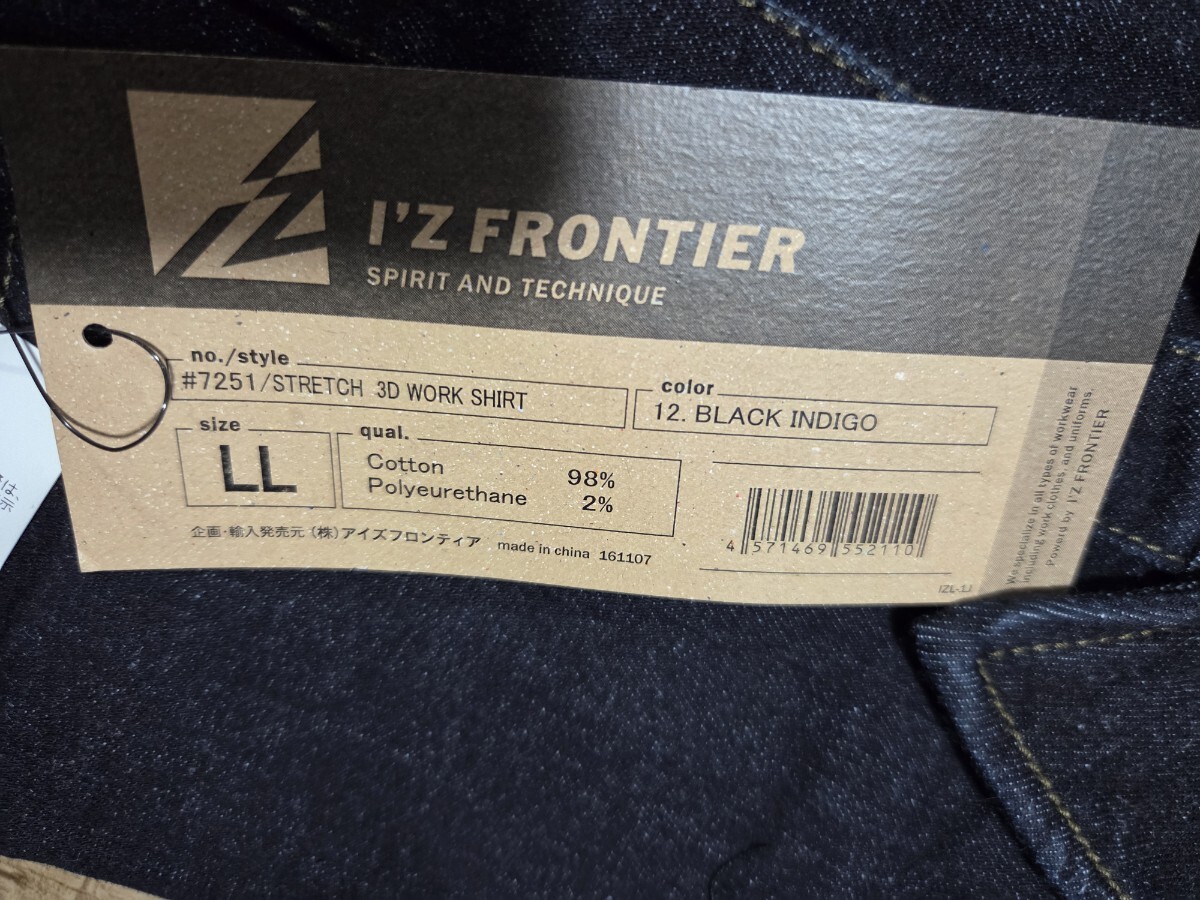 I'Z FRONTIER
SPIRIT AND TECHNIQUE
no./style
#7251/STRETCH 3D WORK SHIRT
color
12. BLACK INDIGO
size
LL
qual.
Cotton 98%
Polyeurethane 2%
企画・輸入発売元 (株)アイズフロンティア made in china 161107
4 571469 552110
We specialize in all types of workwear
including work clothes, and uniforms.
Powered by I'Z FRONTIER